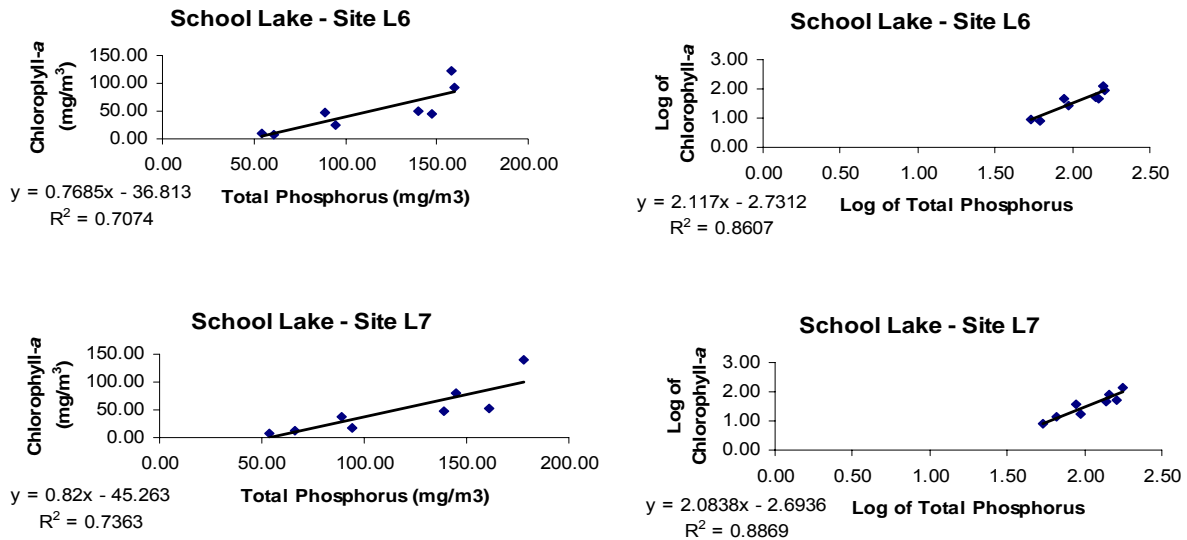 School Lake - Site L6
Chlorophyll-a
(mg/m³)
150.00
100.00
50.00
0.00
0.00 50.00 100.00 150.00 200.00
y = 0.7685x - 36.813
R² = 0.7074
Total Phosphorus (mg/m3)
School Lake - Site L6
Log of
Chlorophyll-a
3.00
2.00
1.00
0.00
0.00 0.50 1.00 1.50 2.00 2.50
y = 2.117x - 2.7312
R² = 0.8607
Log of Total Phosphorus
School Lake - Site L7
Chlorophyll-a
(mg/m³)
150.00
100.00
50.00
0.00
0.00 50.00 100.00 150.00 200.00
y = 0.82x - 45.263
R² = 0.7363
Total Phosphorus (mg/m3)
School Lake - Site L7
Log of
Chlorophyll-a
3.00
2.00
1.00
0.00
0.00 0.50 1.00 1.50 2.00 2.50
y = 2.0838x - 2.6936
R² = 0.8869
Log of Total Phosphorus